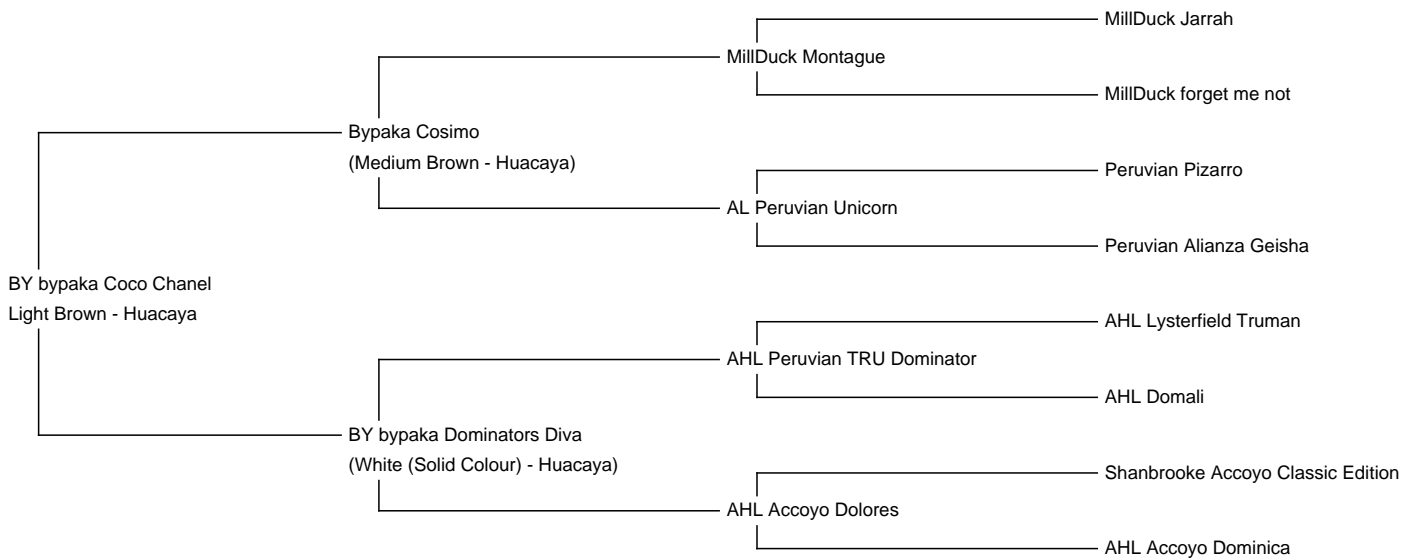 MillDuck Jarrah
MillDuck Montague
MillDuck forget me not
Bypaka Cosimo
(Medium Brown - Huacaya)
Peruvian Pizarro
AL Peruvian Unicorn
Peruvian Alianza Geisha
BY bypaka Coco Chanel
Light Brown - Huacaya
AHL Lysterfield Truman
AHL Peruvian TRU Dominator
AHL Domali
BY bypaka Dominators Diva
(White (Solid Colour) - Huacaya)
Shanbrooke Accoyo Classic Edition
AHL Accoyo Dolores
AHL Accoyo Dominica